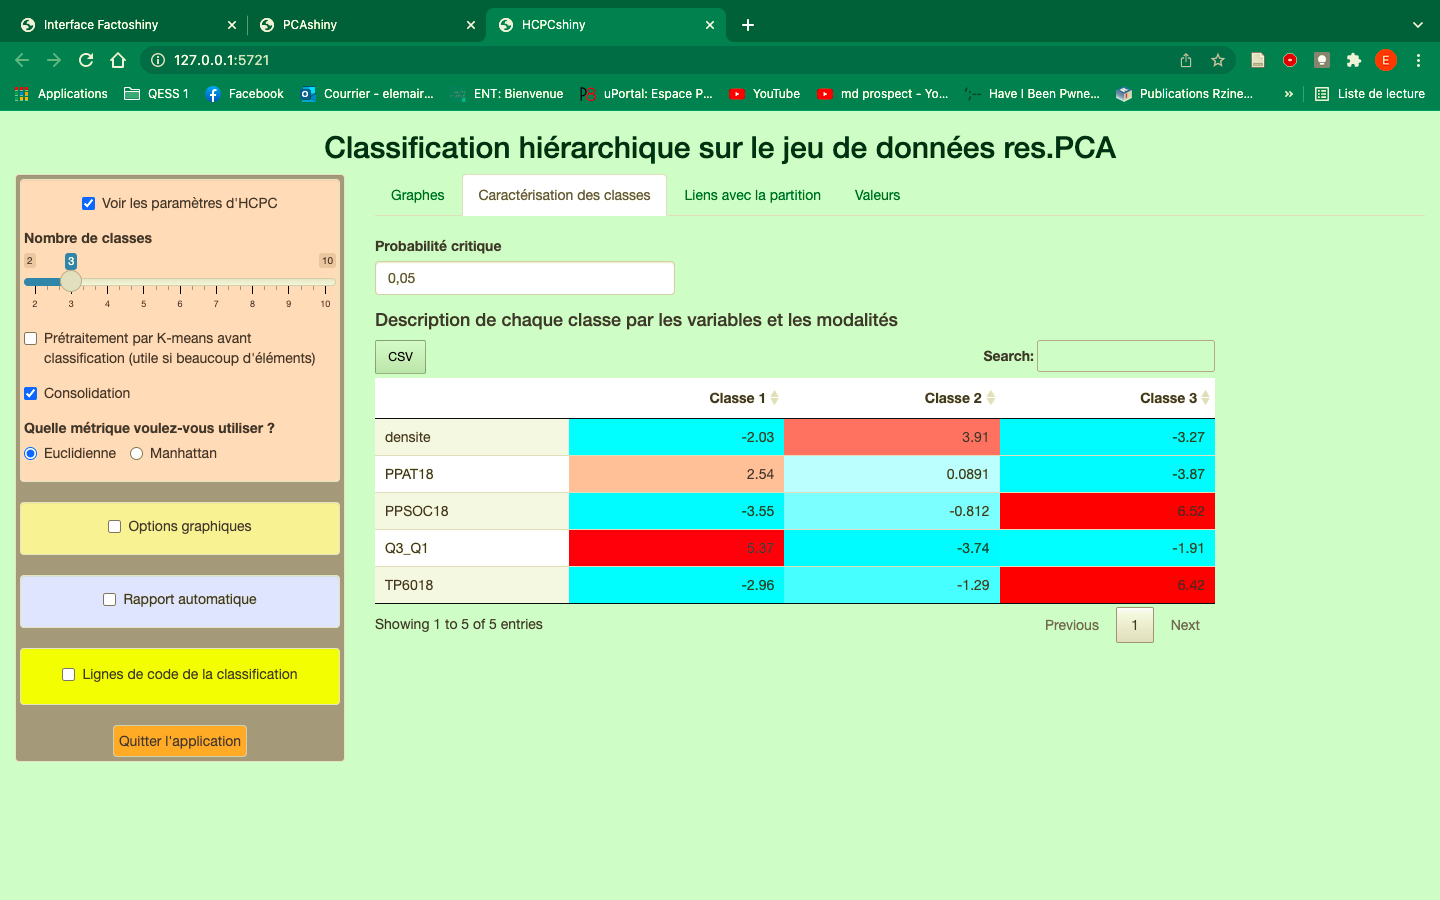 Interface Factoshiny
PCAshiny
HCPCshiny
127.0.0.1:5721
E
Applications
QESS 1
Facebook
Courrier - elemair...
ENT: Bienvenue
uPortal: Espace P...
YouTube
md prospect - Yo...
Have I Been Pwne...
Publications Rzine...
»
Liste de lecture
Classification hiérarchique sur le jeu de données res.PCA
Voir les paramètres d'HCPC
Nombre de classes
2 3 10
2 3 4 5 6 7 8 9 10
Prétraitement par K-means avant
classification (utile si beaucoup d'éléments)
Consolidation
Quelle métrique voulez-vous utiliser ?
Euclidienne Manhattan
Options graphiques
Rapport automatique
Lignes de code de la classification
Quitter l'application
Graphes Caractérisation des classes Liens avec la partition Valeurs
Probabilité critique
0,05
Description de chaque classe par les variables et les modalités
CSV Search:
Classe 1 Classe 2 Classe 3
densite -2.03 3.91 -3.27
PPAT18 2.54 0.0891 -3.87
PPSOC18 -3.55 -0.812 6.52
Q3_Q1 5.37 -3.74 -1.91
TP6018 -2.96 -1.29 6.42
Showing 1 to 5 of 5 entries
Previous 1 Next